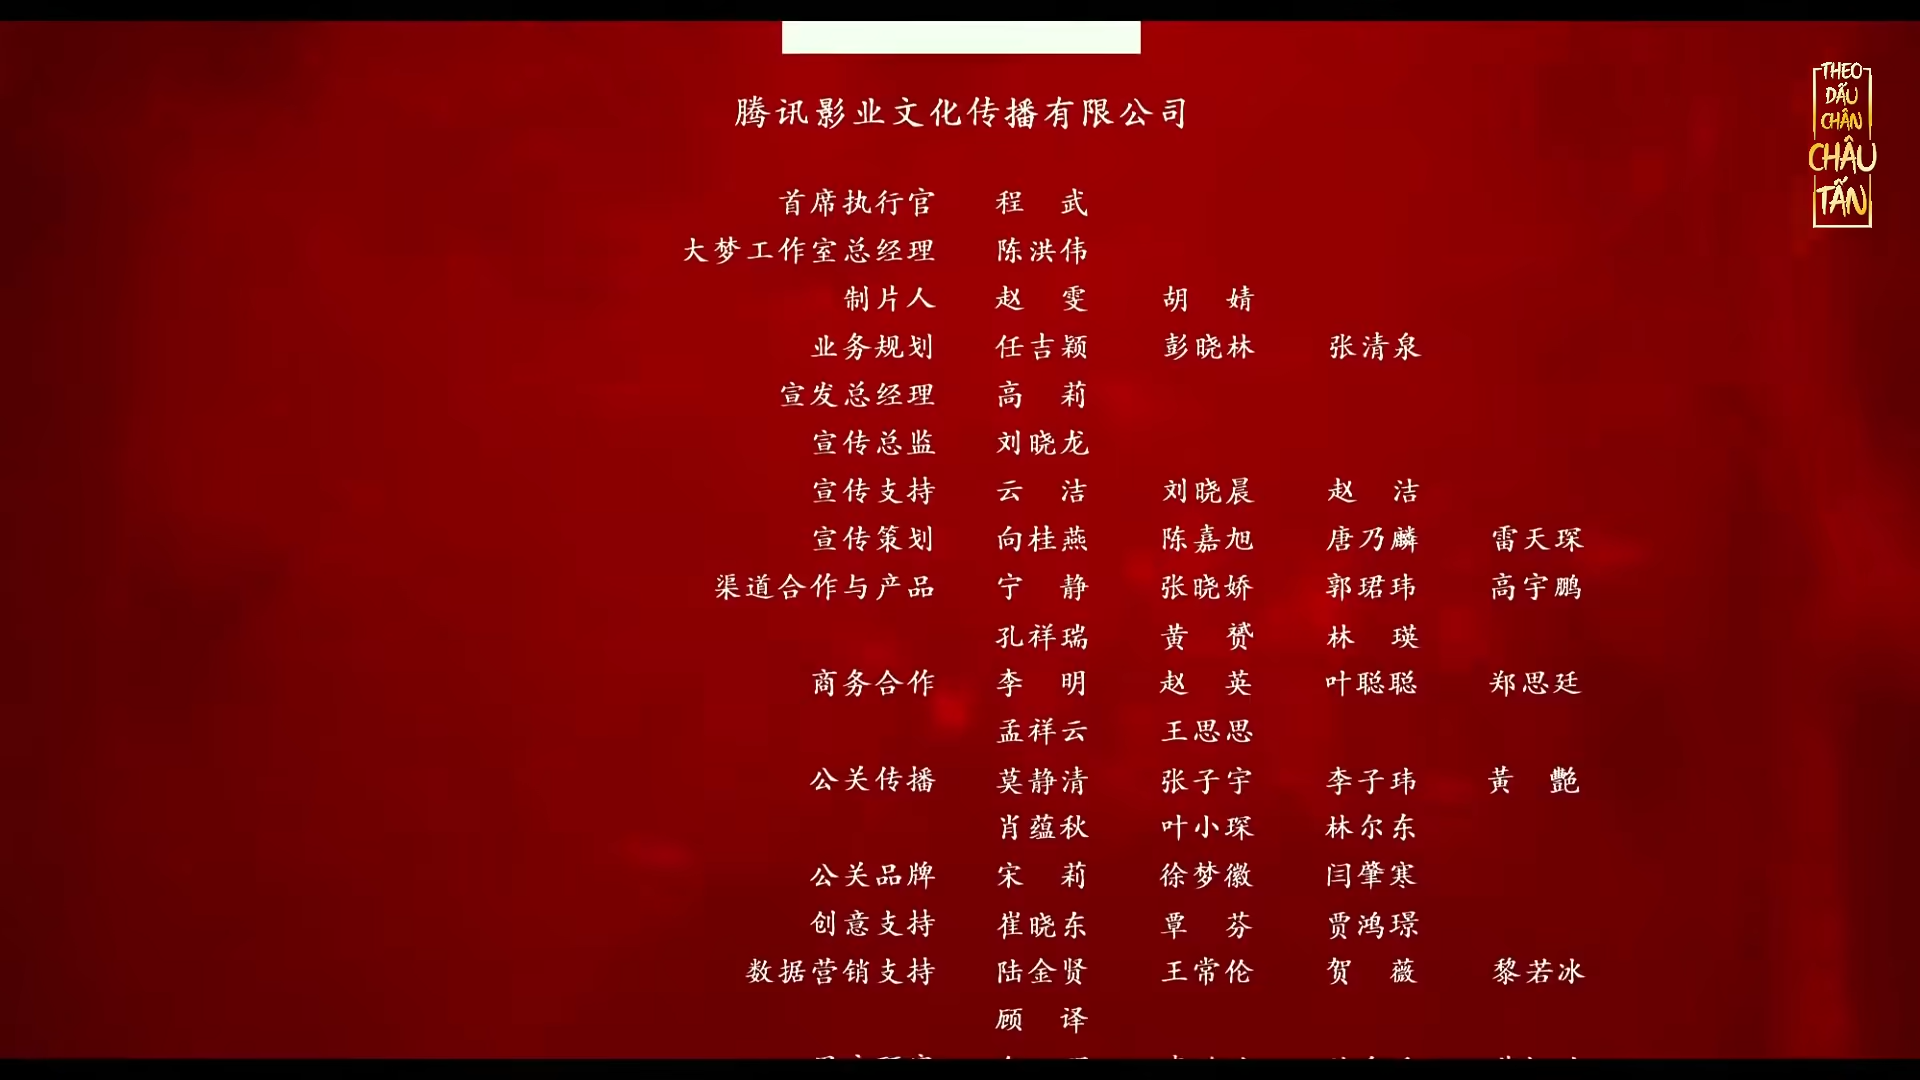 腾讯影业文化传播有限公司
首席执行官 程 武
大梦工作室总经理 陈洪伟
制片人 赵 雯 胡 婧
业务规划 任吉颖 彭晓林 张清泉
宣发总经理 高 莉
宣传总监 刘晓龙
宣传支持 云 洁 刘晓晨 赵 洁
宣传策划 向桂燕 陈嘉旭 唐乃麟 雷天琛
渠道合作与产品 宁 静 张晓娇 郭珺玮 高宇鹏
孔祥瑞 黄 赟 林 瑛
商务合作 李 明 赵 英 叶聪聪 郑思廷
孟祥云 王思思
公关传播 莫静清 张子宇 李子玮 黄 艷
肖蕴秋 叶小琛 林尔东
公关品牌 宋 莉 徐梦徽 闫肇寒
创意支持 崔晓东 覃 芬 贾鸿璟
数据营销支持 陆金贤 王常伦 贺 薇 黎若冰
顾 译
THEO
DẤU
CHÂN
CHÂU
TẤN